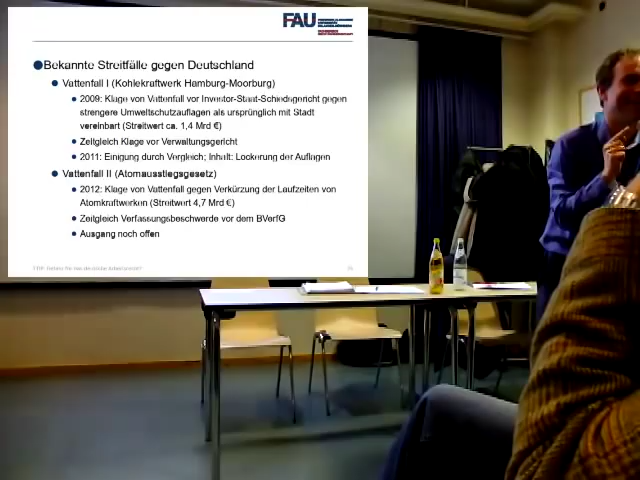 FAU
Bekannte Streitfälle gegen Deutschland
Vattenfall I (Kohlekraftwerk Hamburg-Moorburg)
2009: Klage von Vattenfall vor Investor-Staat-Schiedsgericht gegen
strengere Umweltschutzauflagen als ursprünglich mit Stadt
vereinbart (Streitwert ca. 1,4 Mrd €)
Zeitgleich Klage vor Verwaltungsgericht
2011: Einigung durch Vergleich; Inhalt: Lockerung der Auflagen
Vattenfall II (Atomausstiegsgesetz)
2012: Klage von Vattenfall gegen Verkürzung der Laufzeiten von
Atomkraftwerken (Streitwert 4,7 Mrd €)
Zeitgleich Verfassungsbeschwerde vor dem BVerfG
Ausgang noch offen